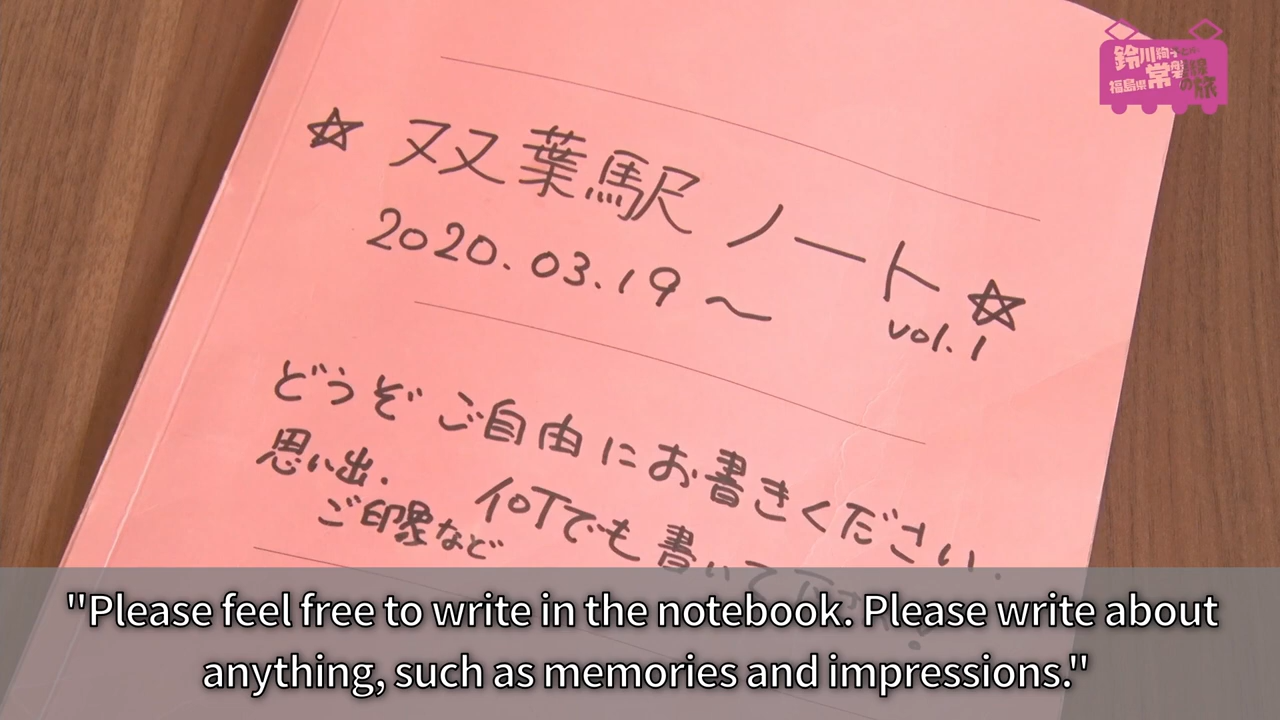 鈴川絢子
福島県常磐線の旅
☆ 双葉駅ノート☆
2020.03.19〜
vol.1
どうぞご自由にお書きください.
思い出.
ご印象など
何でも書いて下さい
"Please feel free to write in the notebook. Please write about
anything, such as memories and impressions."